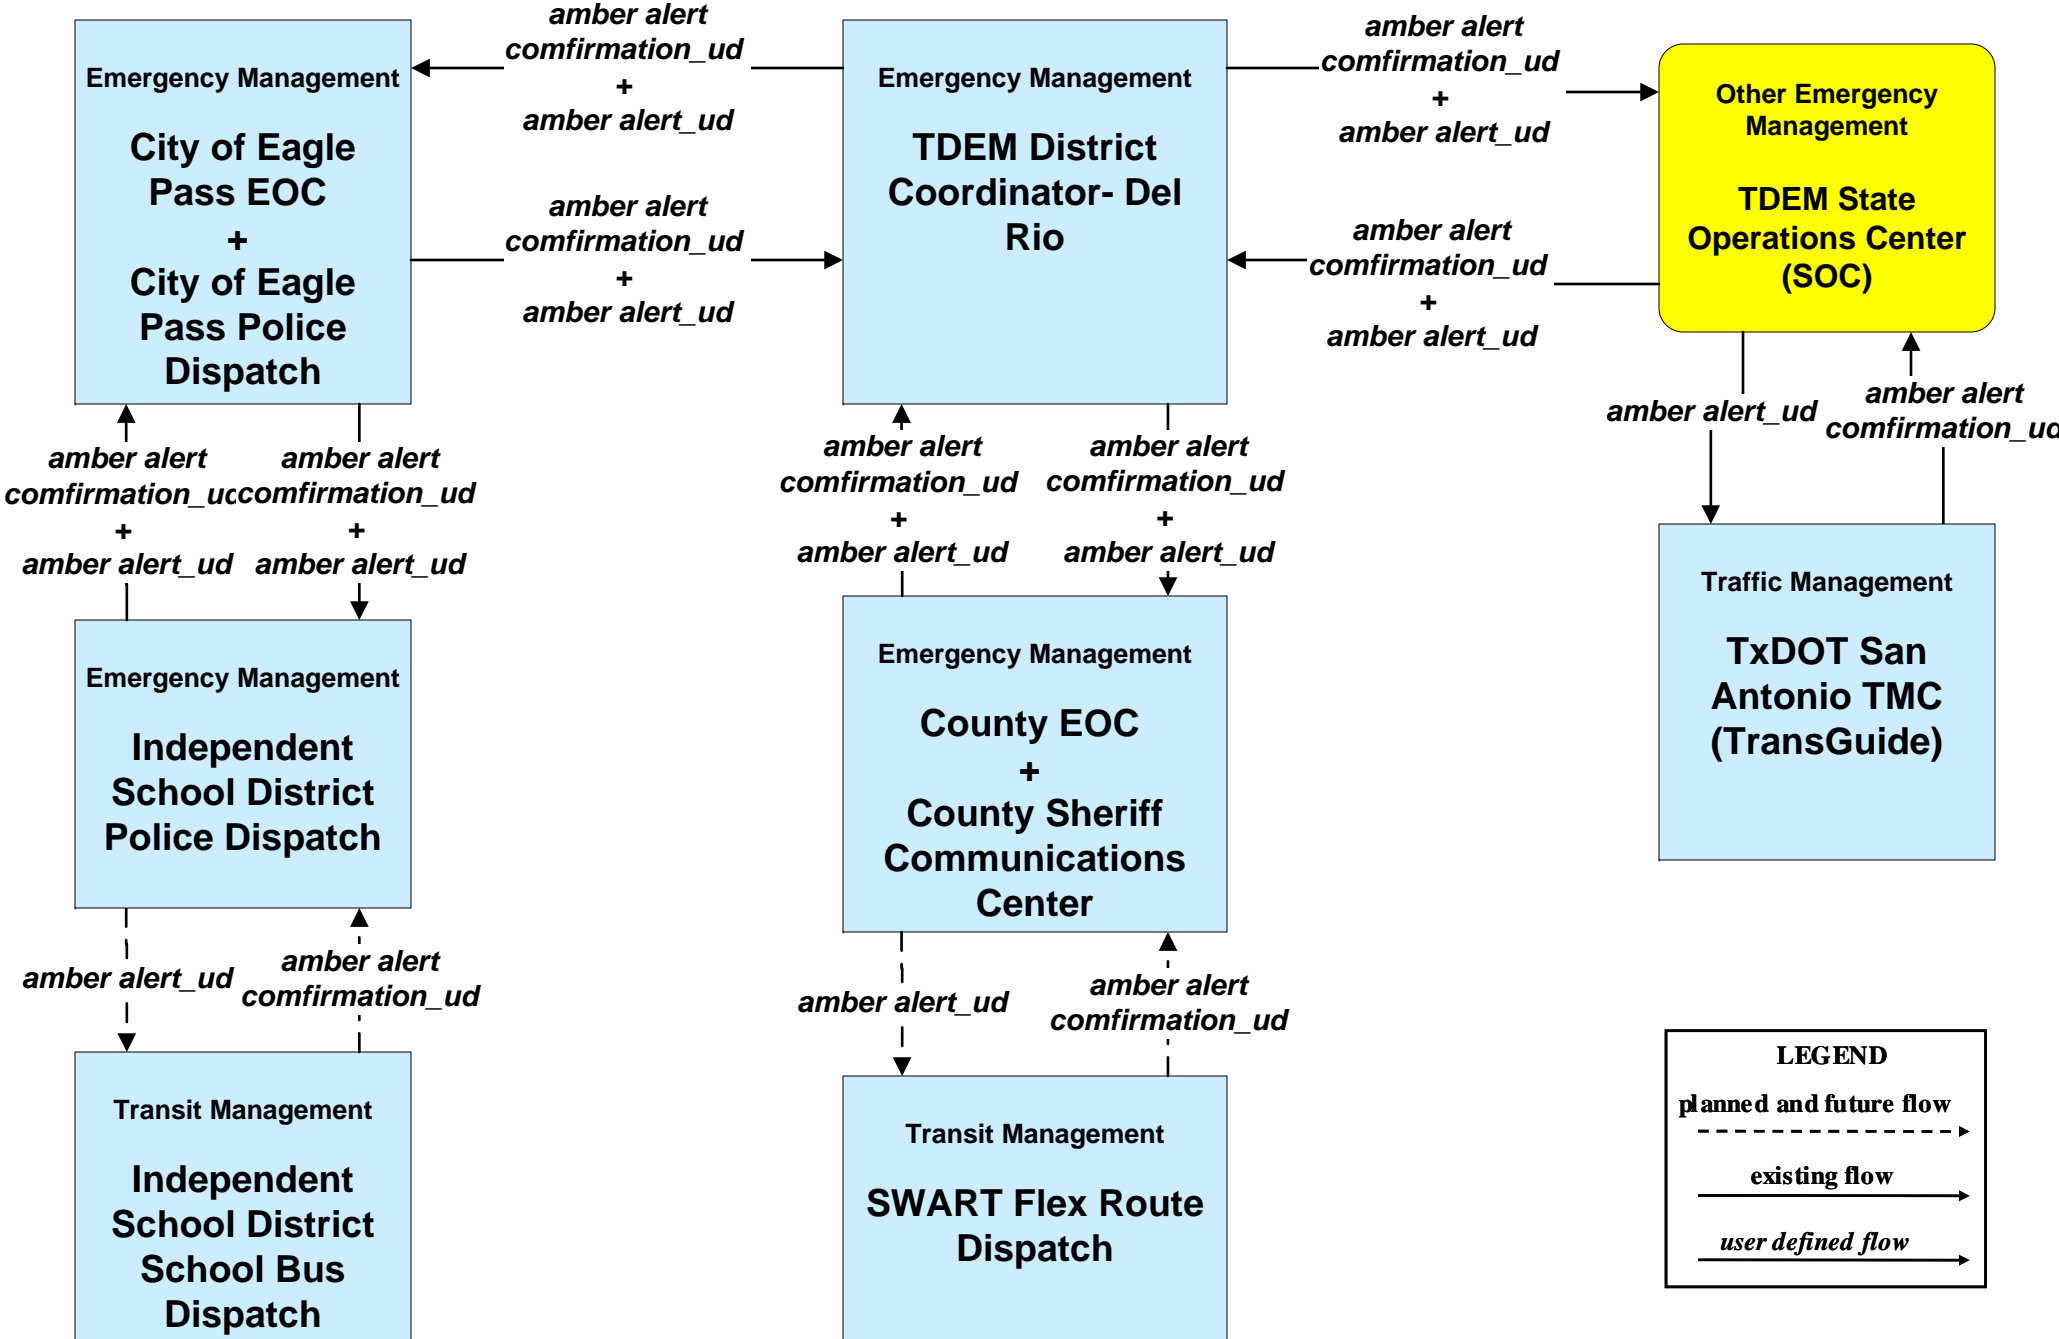 amber alert
comfirmation_ud
+
amber alert_ud
amber alert
comfirmation_ud
+
amber alert_ud
Emergency Management
City of Eagle
Pass EOC
+
City of Eagle
Pass Police
Dispatch
Emergency Management
TDEM District
Coordinator- Del
Rio
Other Emergency
Management
TDEM State
Operations Center
(SOC)
amber alert
comfirmation_ud
+
amber alert_ud
amber alert
comfirmation_ud
+
amber alert_ud
amber alert
comfirmation_uc
+
amber alert_ud
amber alert
comfirmation_ud
+
amber alert_ud
amber alert
comfirmation_ud
+
amber alert_ud
amber alert
comfirmation_ud
+
amber alert_ud
amber alert_ud
amber alert
comfirmation_ud
Emergency Management
Independent
School District
Police Dispatch
Emergency Management
County EOC
+
County Sheriff
Communications
Center
Traffic Management
TxDOT San
Antonio TMC
(TransGuide)
amber alert_ud
amber alert
comfirmation_ud
amber alert_ud
amber alert
comfirmation_ud
Transit Management
Independent
School District
School Bus
Dispatch
Transit Management
SWART Flex Route
Dispatch
LEGEND
planned and future flow
existing flow
user defined flow